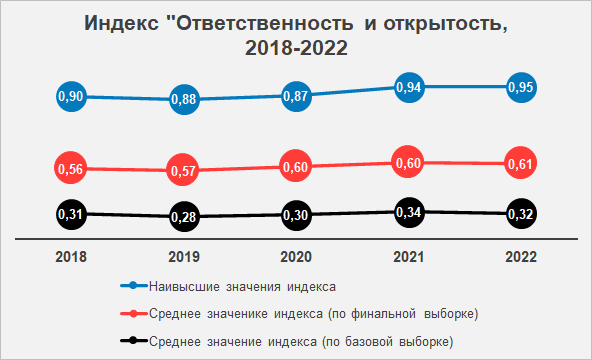 Индекс "Ответственность и открытость,
2018-2022
0,90 0,88 0,87 0,94 0,95
0,56 0,57 0,60 0,60 0,61
0,31 0,28 0,30 0,34 0,32
2018 2019 2020 2021 2022
Наивысшие значения индекса
Среднее значенике индекса (по финальной выборке)
Среднее значение индекса (по базовой выборке)